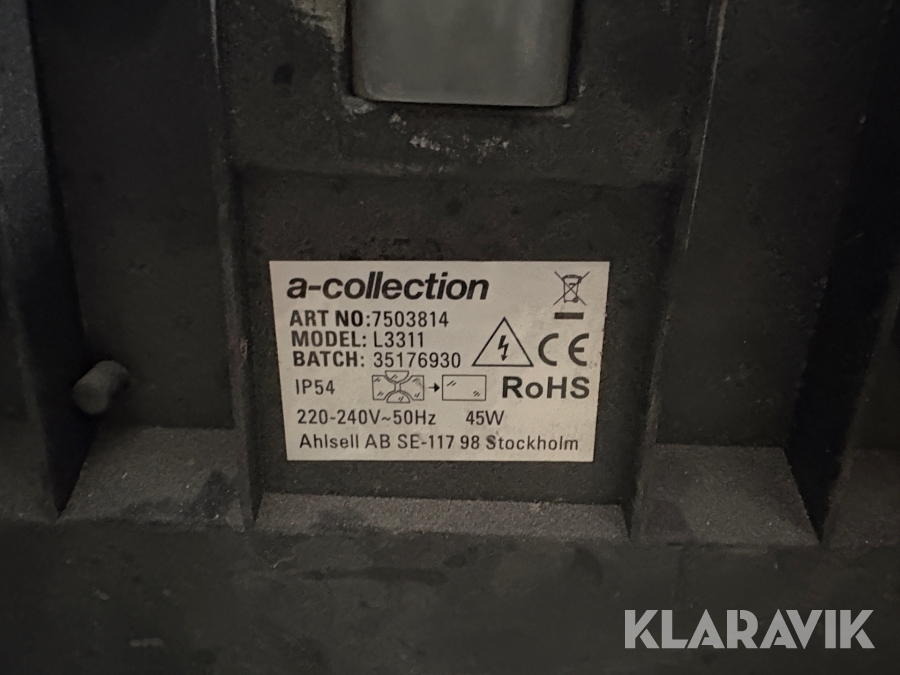 a-collection
ART NO:7503814
MODEL: L3311
BATCH: 35176930
IP54
CE
RoHS
220-240V~50Hz 45W
Ahlsell AB SE-117 98 Stockholm
KLARAVIK